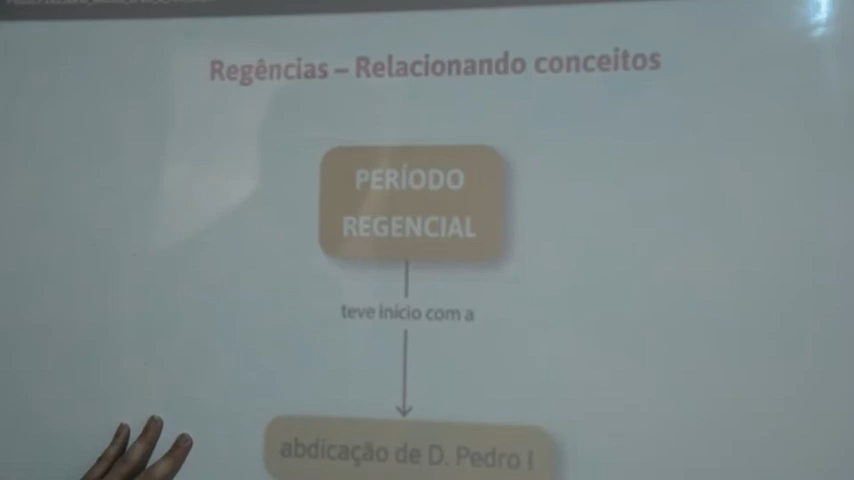 Regências – Relacionando conceitos
PERÍODO
REGENCIAL
teve início com a
abdicação de D. Pedro I